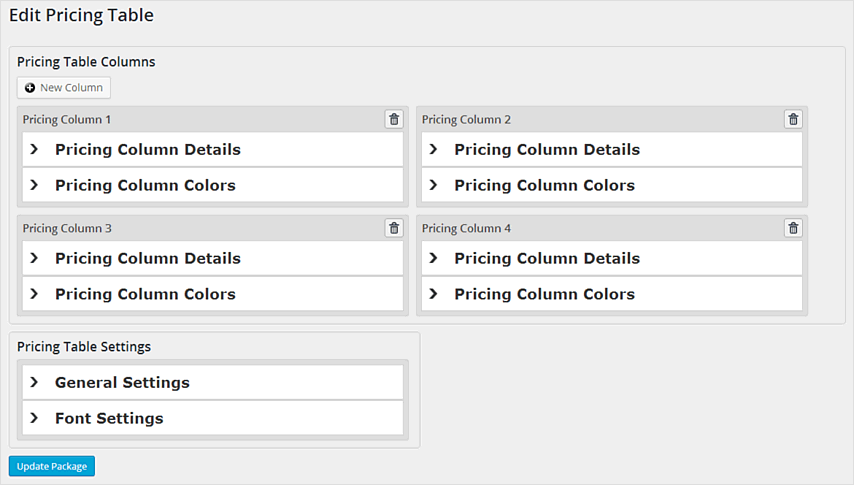 Edit Pricing Table
Pricing Table Columns
New Column
Pricing Column 1
Pricing Column Details
Pricing Column Colors
Pricing Column 2
Pricing Column Details
Pricing Column Colors
Pricing Column 3
Pricing Column Details
Pricing Column Colors
Pricing Column 4
Pricing Column Details
Pricing Column Colors
Pricing Table Settings
General Settings
Font Settings
Update Package